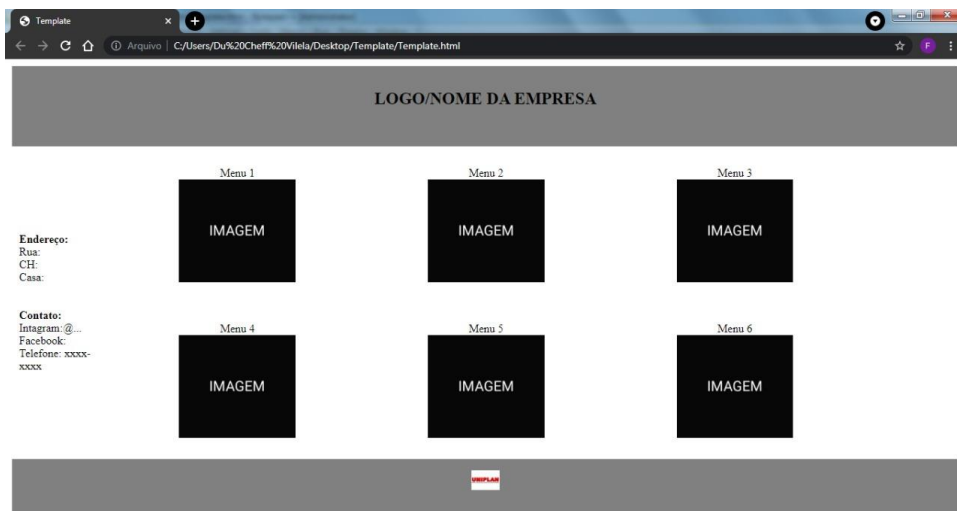 Template
Arquivo
C:/Users/Du%20Cheff%20Vilela/Desktop/Template/Template.html
F
LOGO/NOME DA EMPRESA
Menu 1
Menu 2
Menu 3
IMAGEM
IMAGEM
IMAGEM
Endereço:
Rua:
CH:
Casa:
Contato:
Intagram:@...
Facebook:
Telefone: xxxx-
xxxx
Menu 4
Menu 5
Menu 6
IMAGEM
IMAGEM
IMAGEM
UNIPLAN